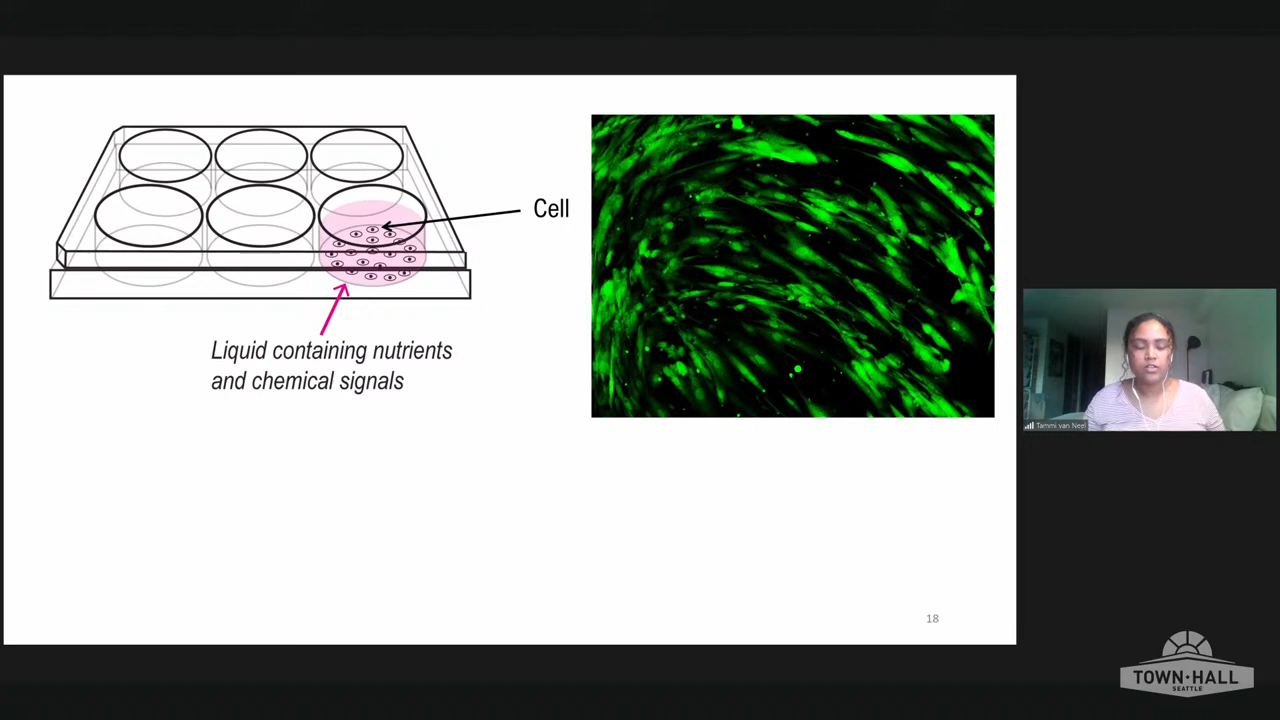 Cell
Liquid containing nutrients
and chemical signals
18
Tammi van Neel
TOWN·HALL
SEATTLE